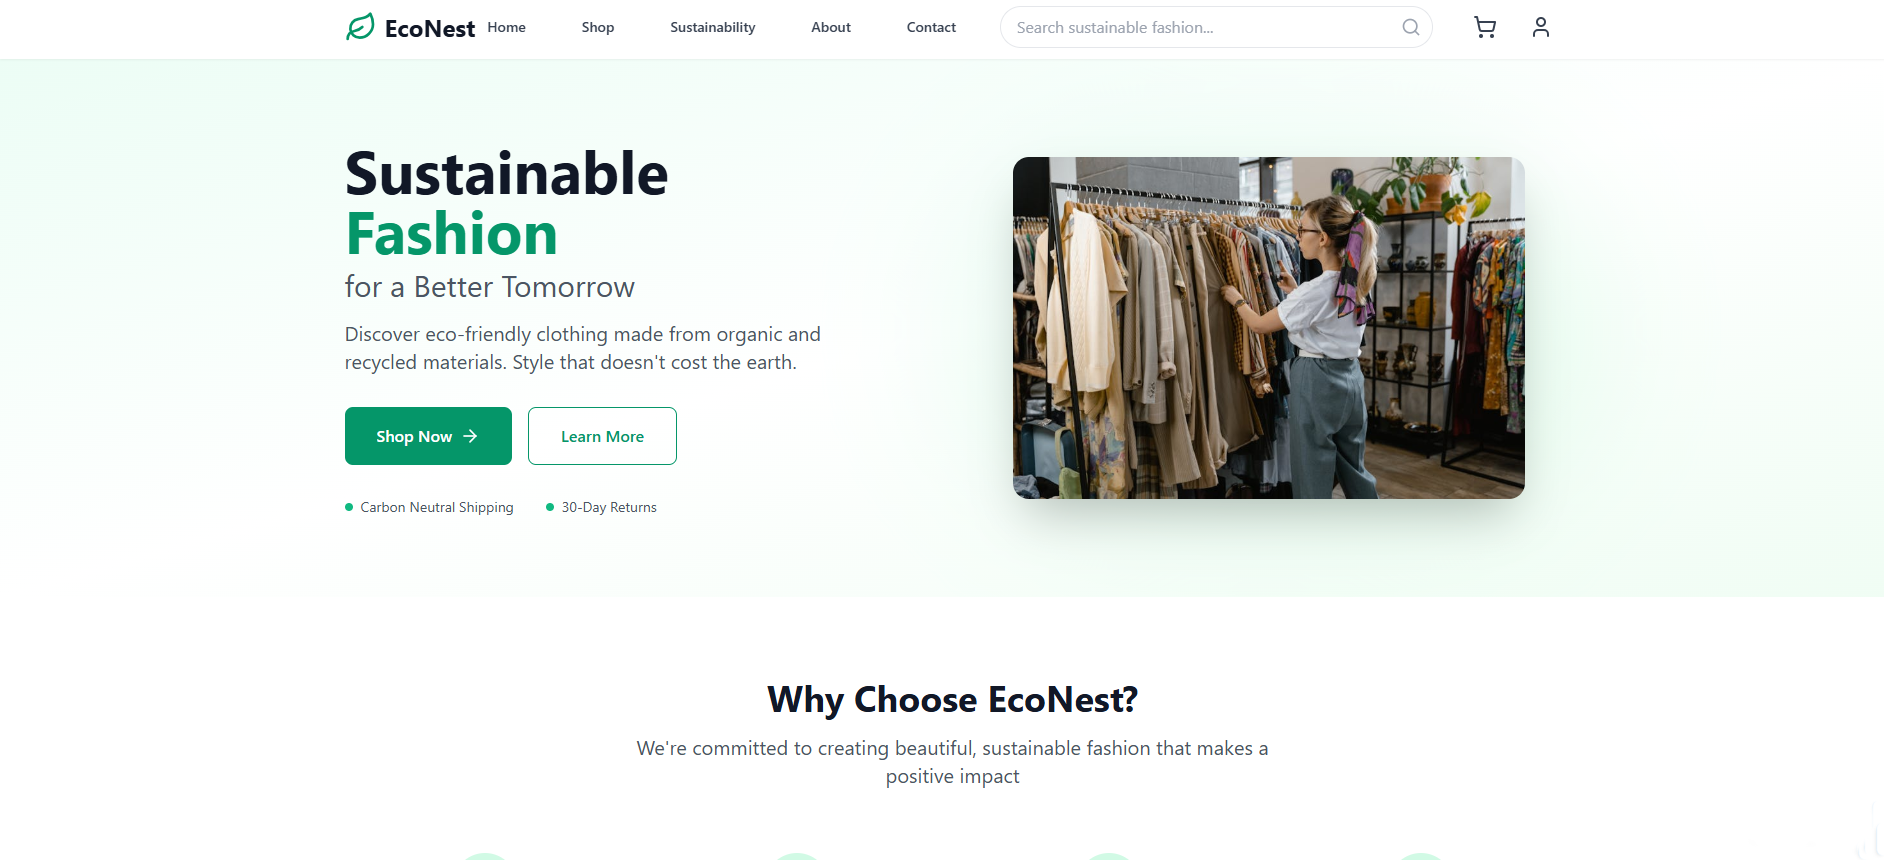 EcoNest Home Shop Sustainability About Contact Search sustainable fashion...
Sustainable
Fashion
for a Better Tomorrow
Discover eco-friendly clothing made from organic and
recycled materials. Style that doesn't cost the earth.
Shop Now Learn More
Carbon Neutral Shipping 30-Day Returns
Why Choose EcoNest?
We're committed to creating beautiful, sustainable fashion that makes a
positive impact